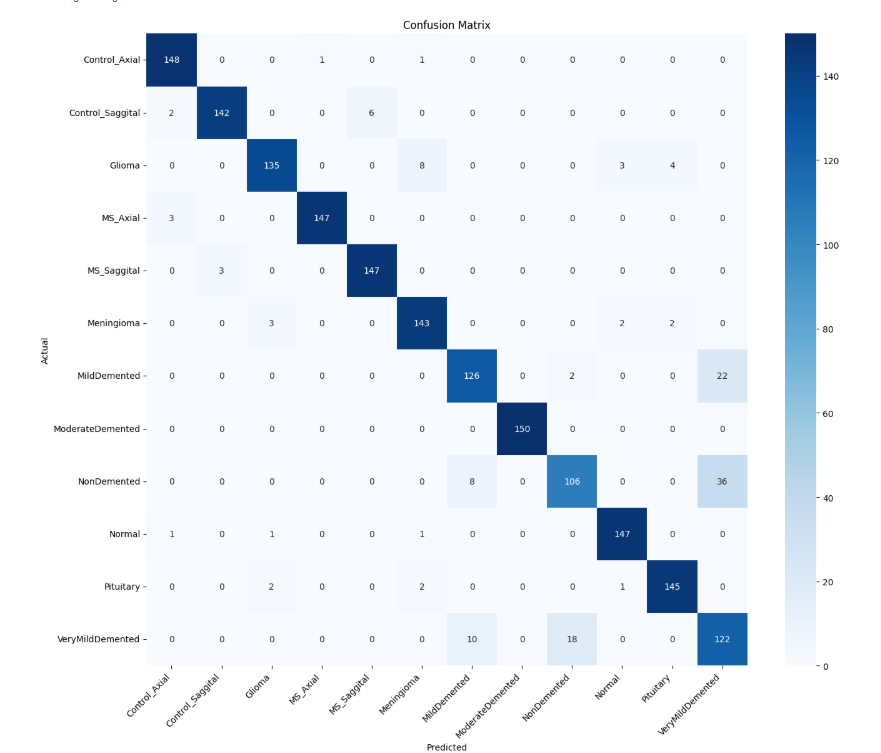 Confusion Matrix
Control_Axial 148 0 0 1 0 1 0 0 0 0 0 0
Control_Saggital 2 142 0 0 6 0 0 0 0 0 0 0
Glioma 0 0 135 0 0 8 0 0 0 3 4 0
MS_Axial 3 0 0 147 0 0 0 0 0 0 0 0
MS_Saggital 0 3 0 0 147 0 0 0 0 0 0 0
Meningioma 0 0 3 0 0 143 0 0 0 2 2 0
MildDemented 0 0 0 0 0 0 126 0 2 0 0 22
ModerateDemented 0 0 0 0 0 0 0 150 0 0 0 0
NonDemented 0 0 0 0 0 0 8 0 106 0 0 36
Normal 1 0 1 0 0 1 0 0 0 147 0 0
Pituitary 0 0 2 0 0 2 0 0 0 1 145 0
VeryMildDemented 0 0 0 0 0 0 10 0 18 0 0 122
Actual
Control_Axial
Control_Saggital
Glioma
MS_Axial
MS_Saggital
Meningioma
MildDemented
ModerateDemented
NonDemented
Normal
Pituitary
VeryMildDemented
Predicted
140
120
100
80
60
40
20
0